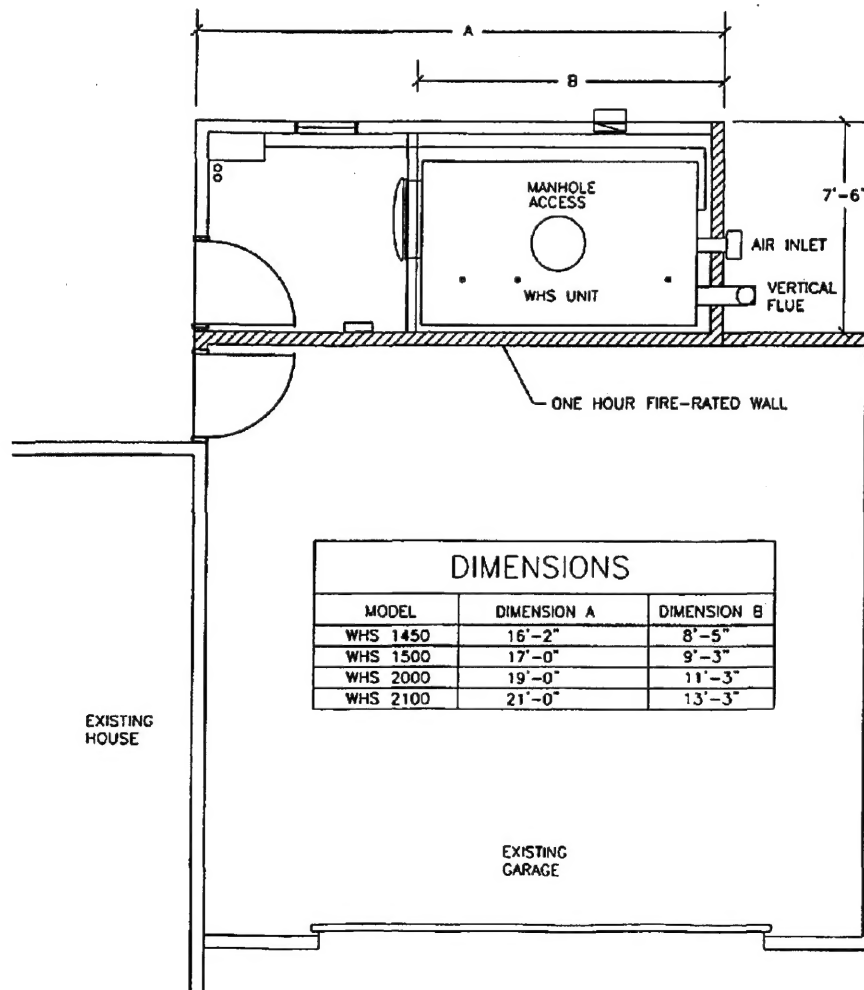 A
B
7'-6"
MANHOLE
ACCESS
AIR INLET
WHS UNIT
VERTICAL
FLUE
ONE HOUR FIRE-RATED WALL
DIMENSIONS
MODEL DIMENSION A DIMENSION B
WHS 1450 16'-2" 8'-5"
WHS 1500 17'-0" 9'-3"
WHS 2000 19'-0" 11'-3"
WHS 2100 21'-0" 13'-3"
EXISTING
HOUSE
EXISTING
GARAGE